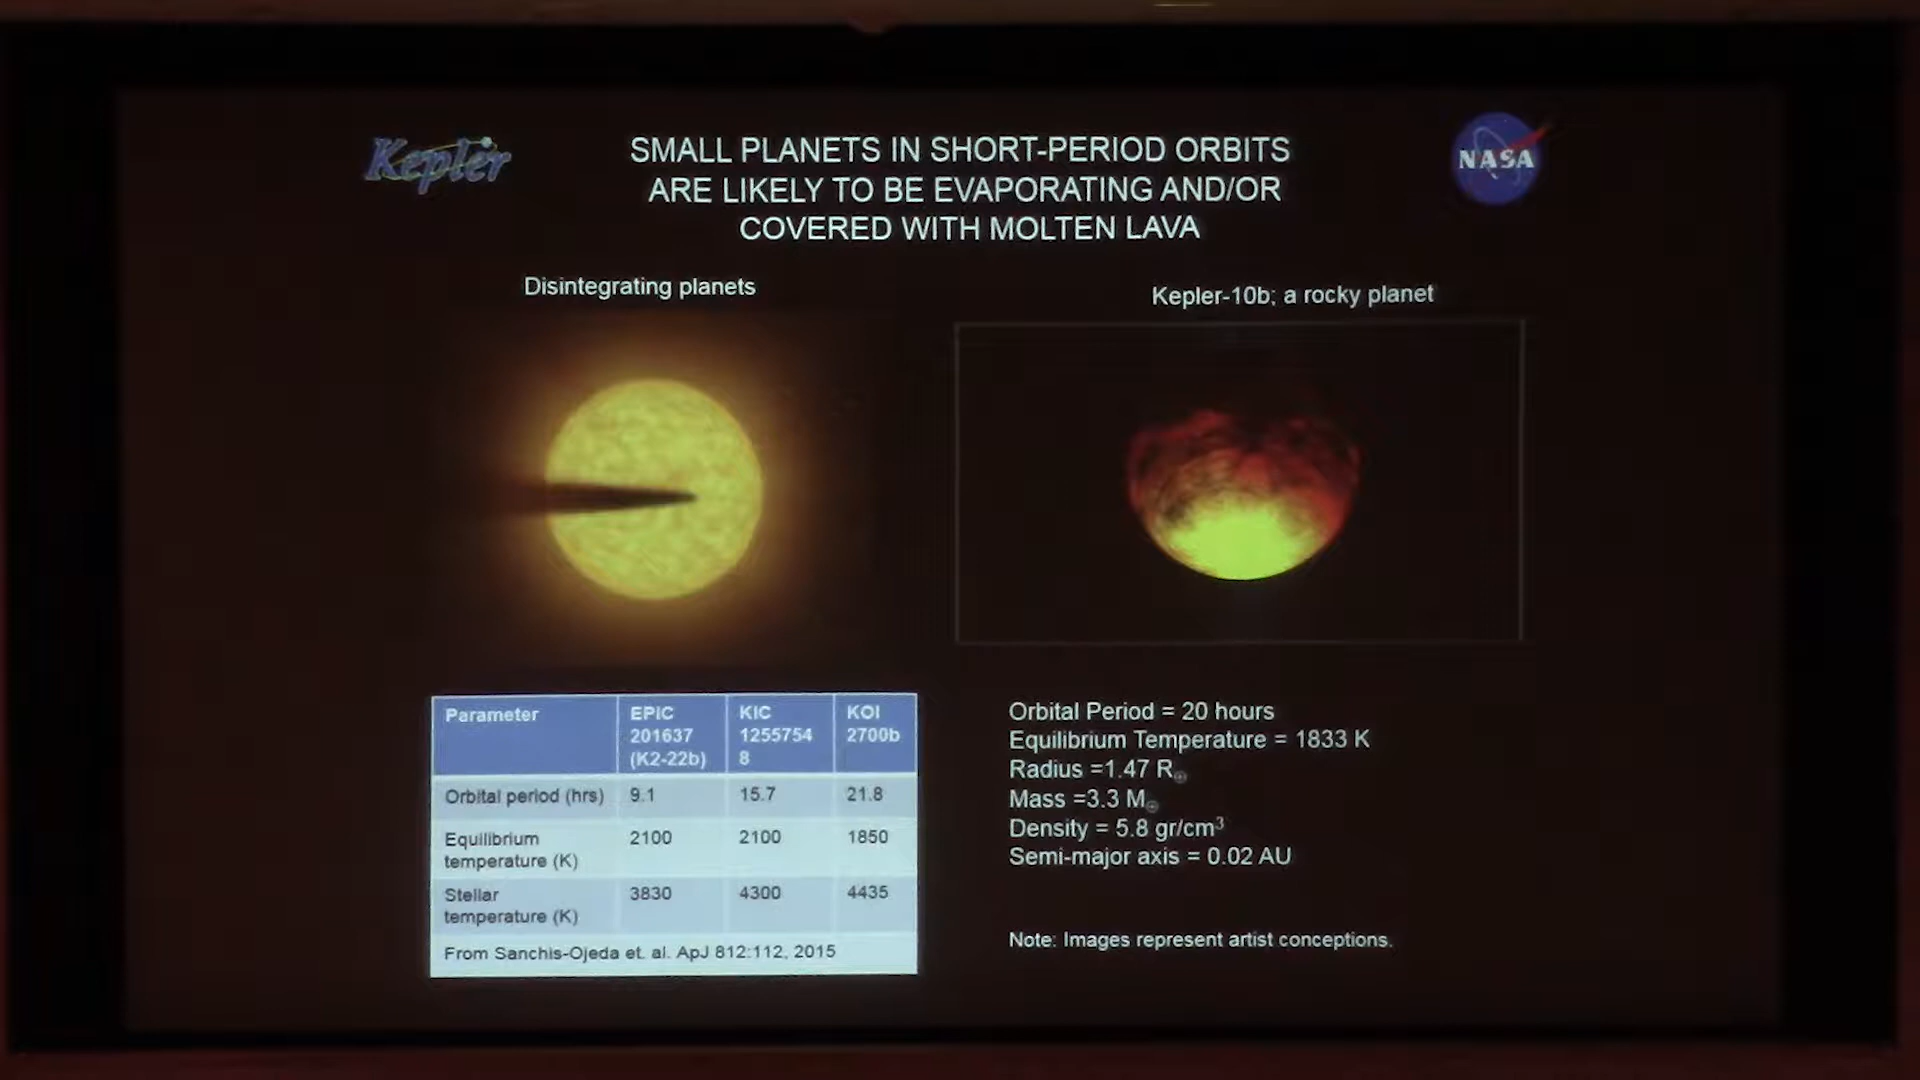 Kepler
SMALL PLANETS IN SHORT-PERIOD ORBITS
ARE LIKELY TO BE EVAPORATING AND/OR
COVERED WITH MOLTEN LAVA
NASA
Disintegrating planets
Kepler-10b; a rocky planet
Parameter EPIC 201637 (K2-22b) KIC 1255754 8 KOI 2700b
Orbital period (hrs) 9.1 15.7 21.8
Equilibrium temperature (K) 2100 2100 1850
Stellar temperature (K) 3830 4300 4435
From Sanchis-Ojeda et. al. ApJ 812:112, 2015
Orbital Period = 20 hours
Equilibrium Temperature = 1833 K
Radius =1.47 R⊕
Mass =3.3 M⊕
Density = 5.8 gr/cm³
Semi-major axis = 0.02 AU
Note: Images represent artist conceptions.